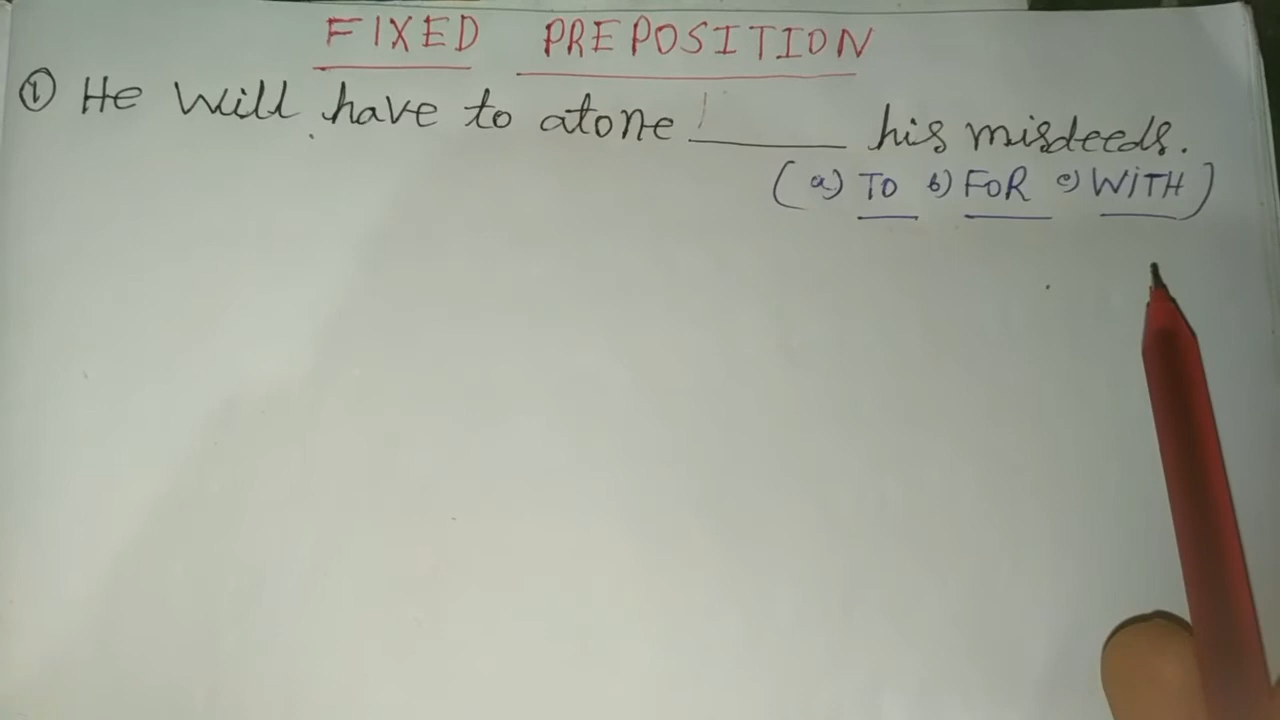 FIXED PREPOSITION
① He will have to atone ______ his misdeeds.
(a) TO b) FOR c) WITH)